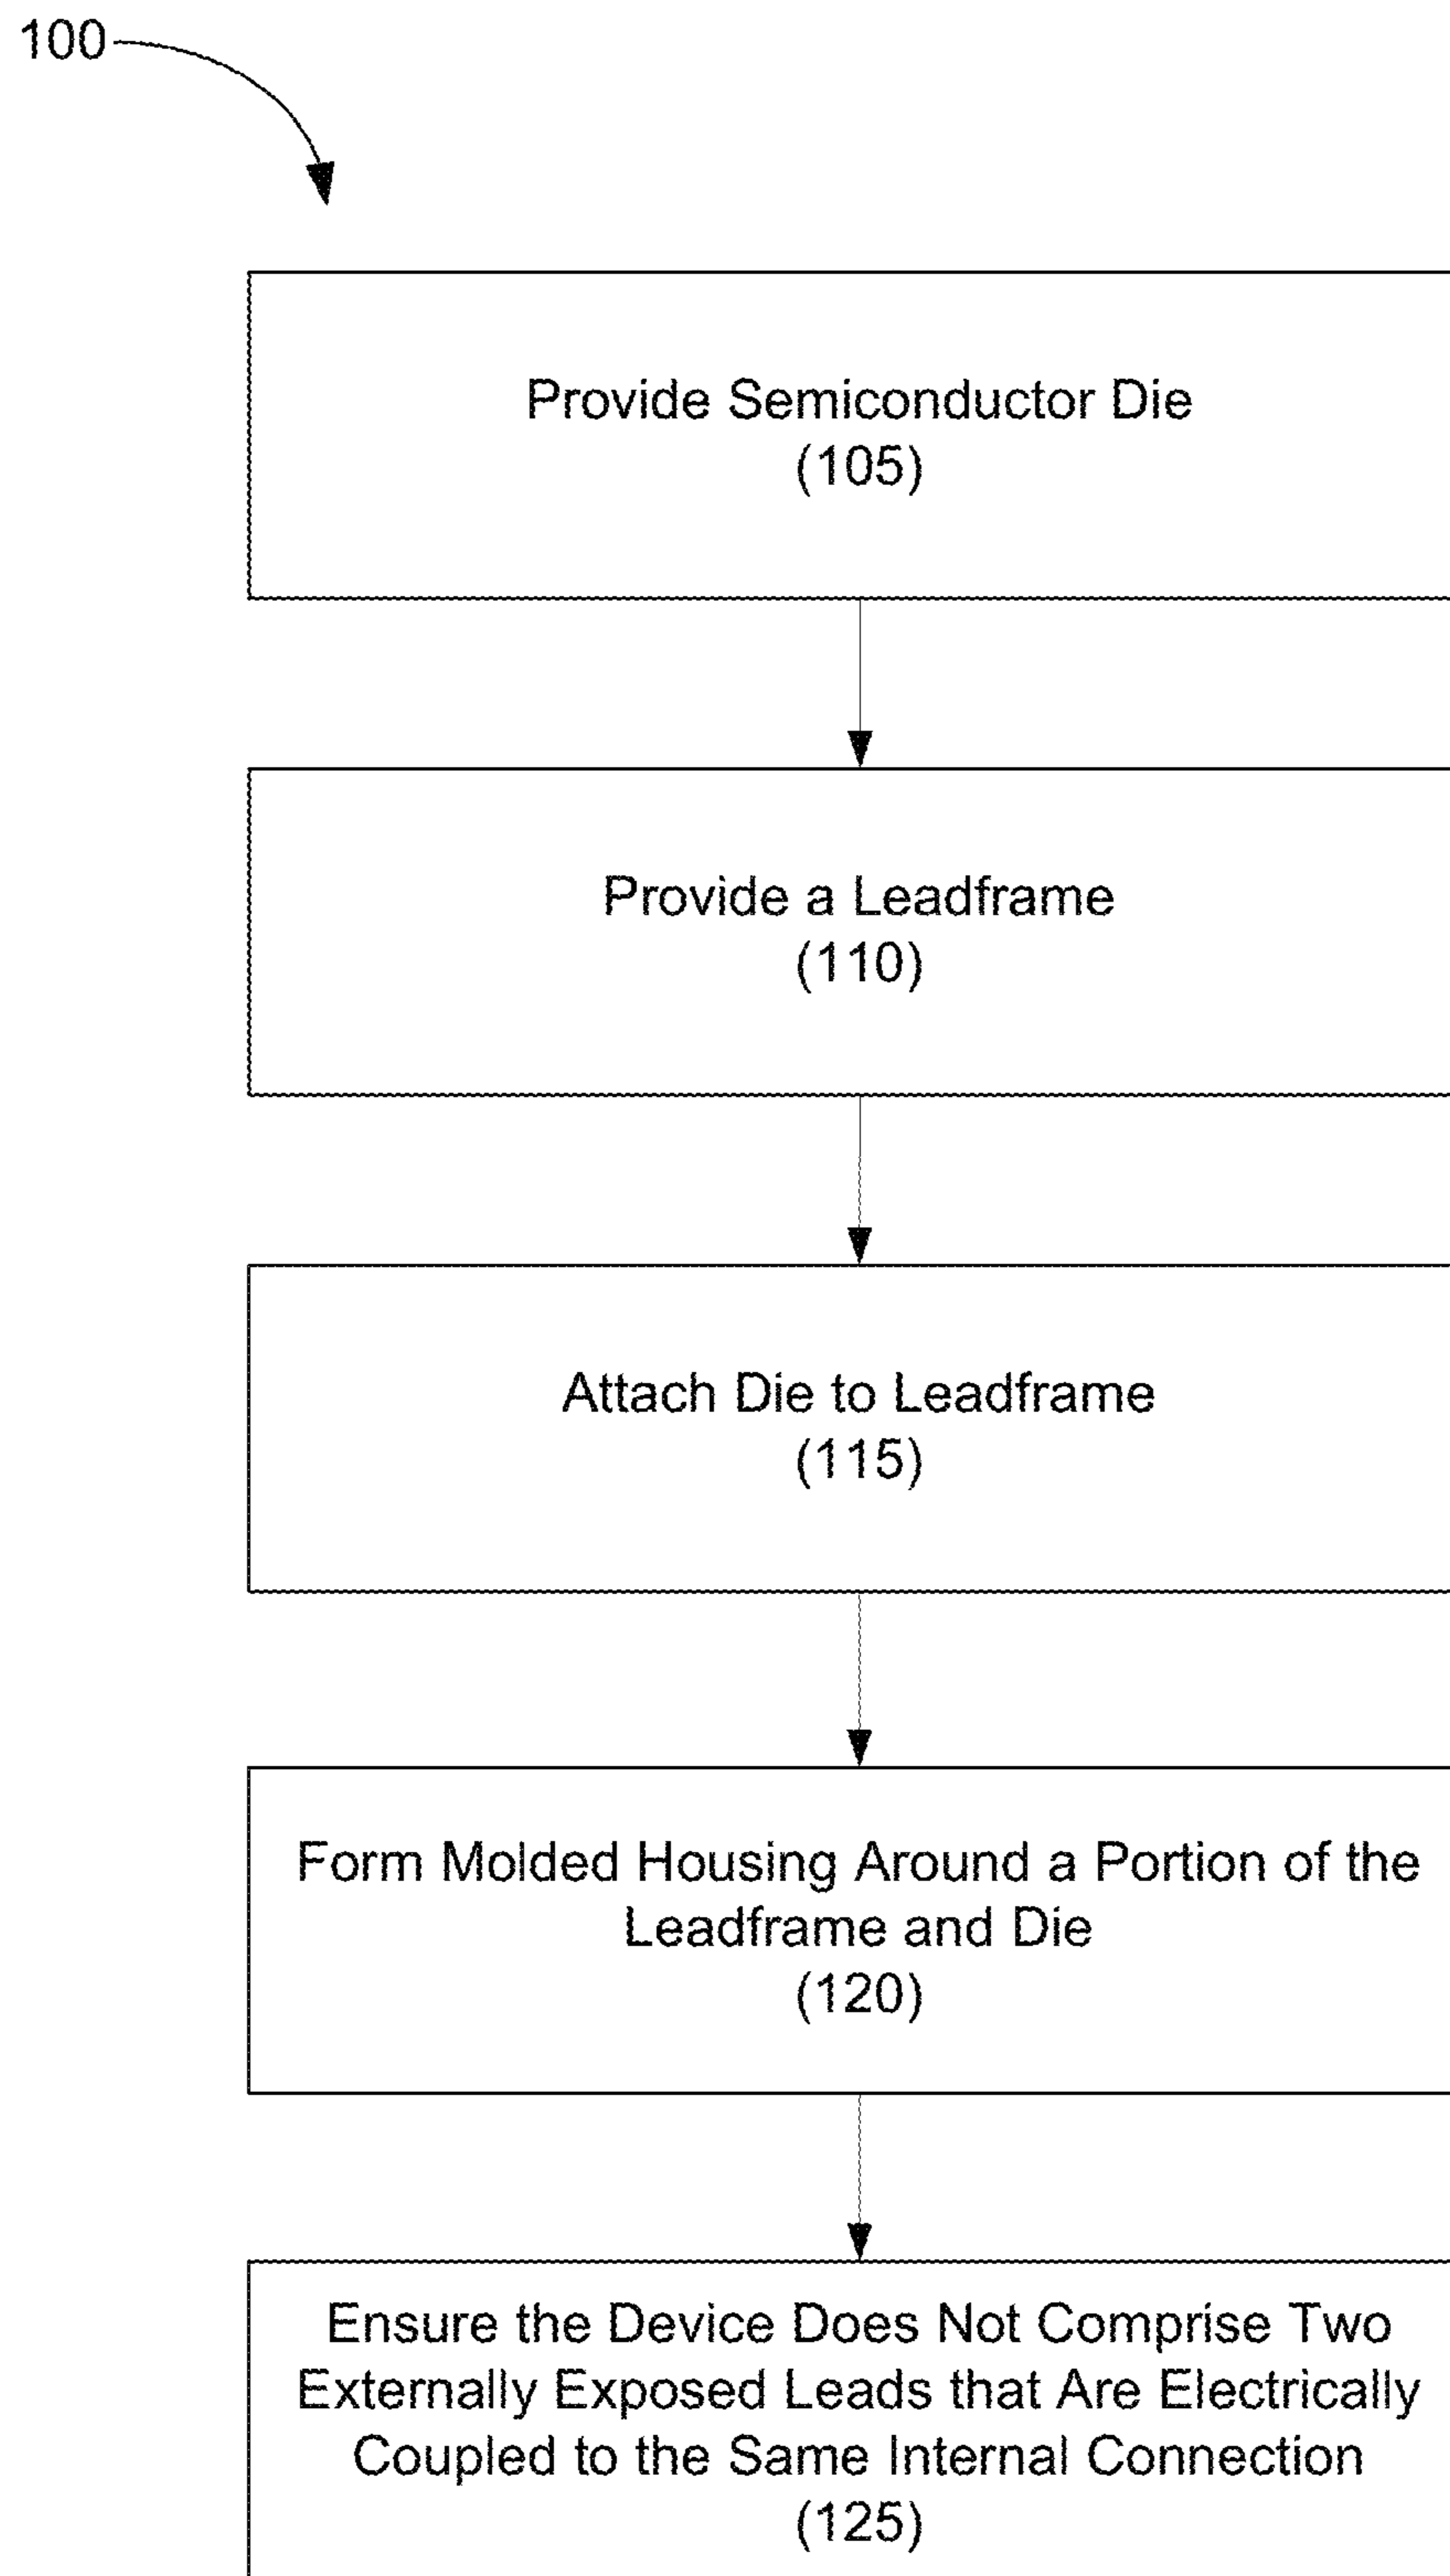 100
Provide Semiconductor Die
(105)
Provide a Leadframe
(110)
Attach Die to Leadframe
(115)
Form Molded Housing Around a Portion of the
Leadframe and Die
(120)
Ensure the Device Does Not Comprise Two
Externally Exposed Leads that Are Electrically
Coupled to the Same Internal Connection
(125)